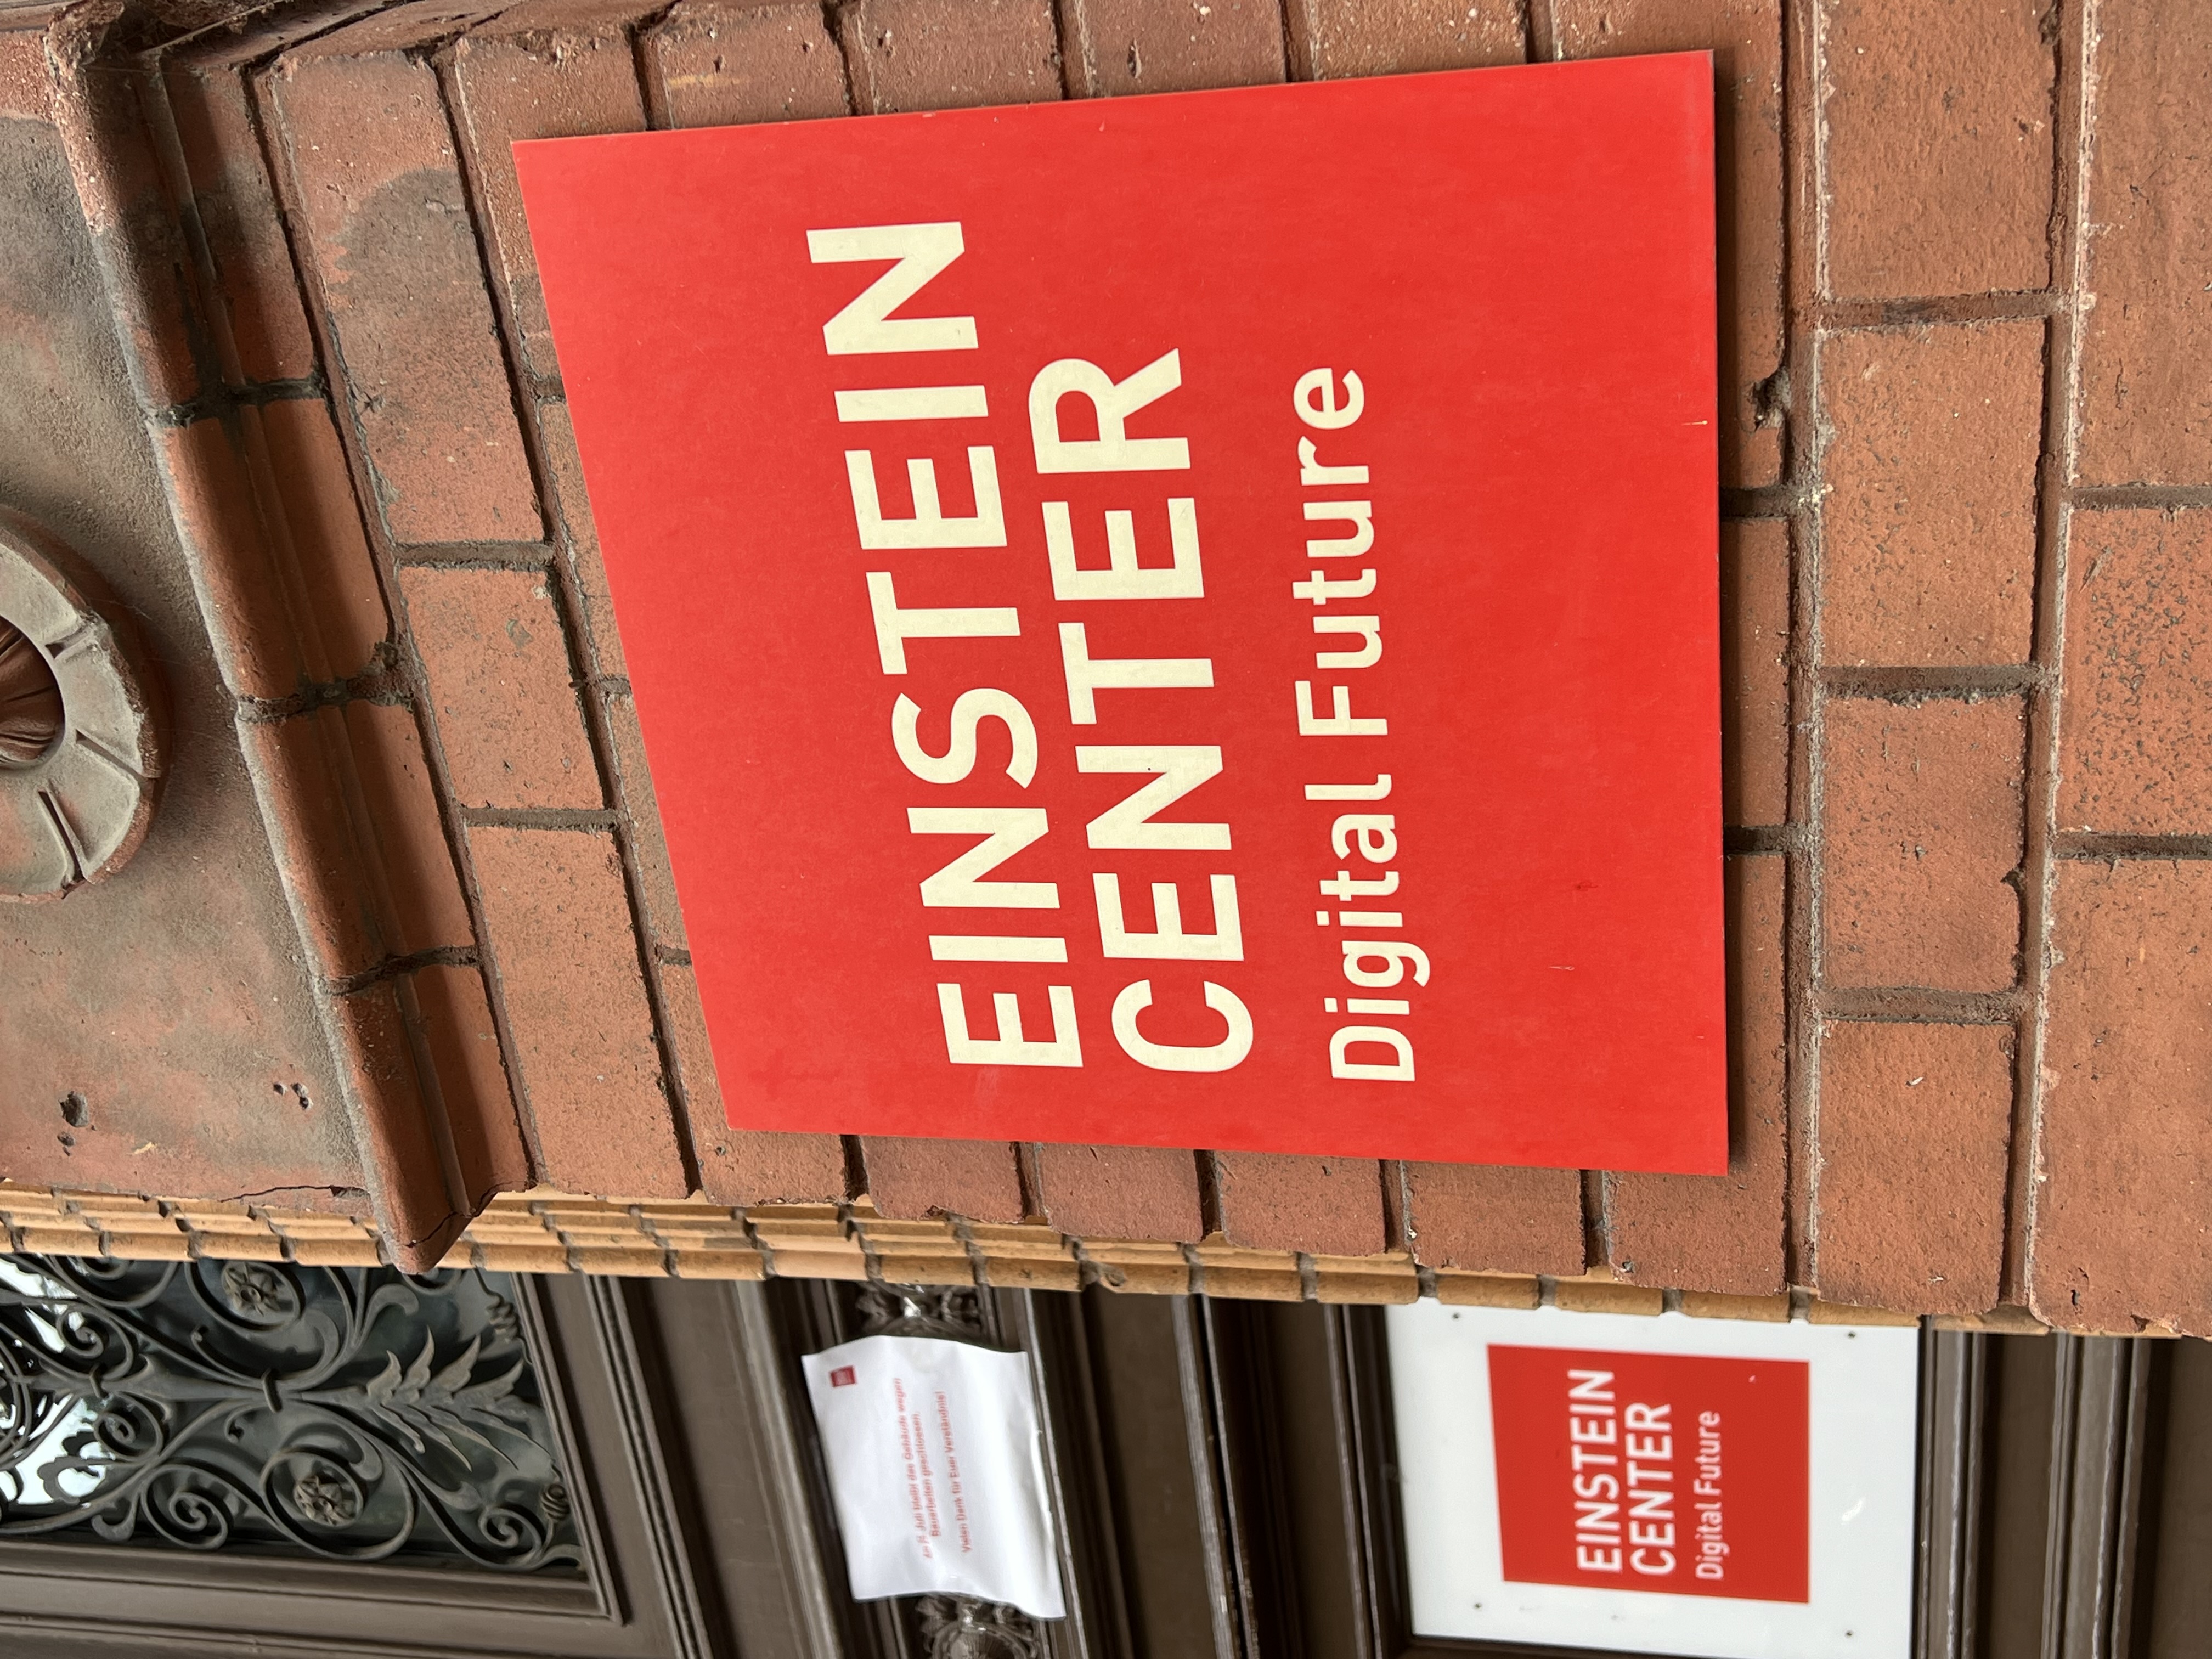 EINSTEIN
CENTER
Digital Future
Juli bleibt das Gebäude wegen
Bauarbeiten geschlossen.
Vielen Dank für Euer Verständnis!
EINSTEIN
CENTER
Digital Future